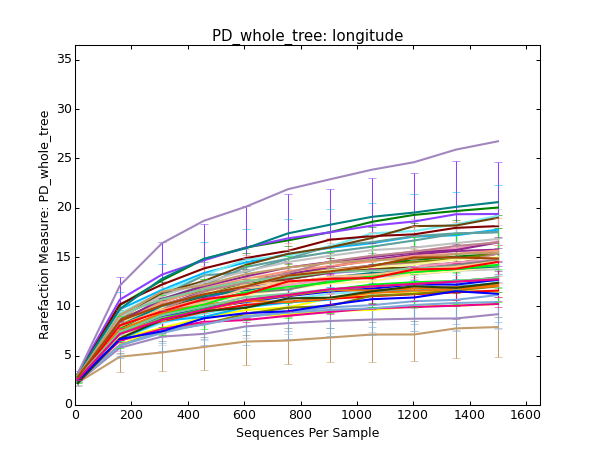 PD_whole_tree: longitude
Rarefaction Measure: PD_whole_tree
35
30
25
20
15
10
5
0
0 200 400 600 800 1000 1200 1400 1600
Sequences Per Sample